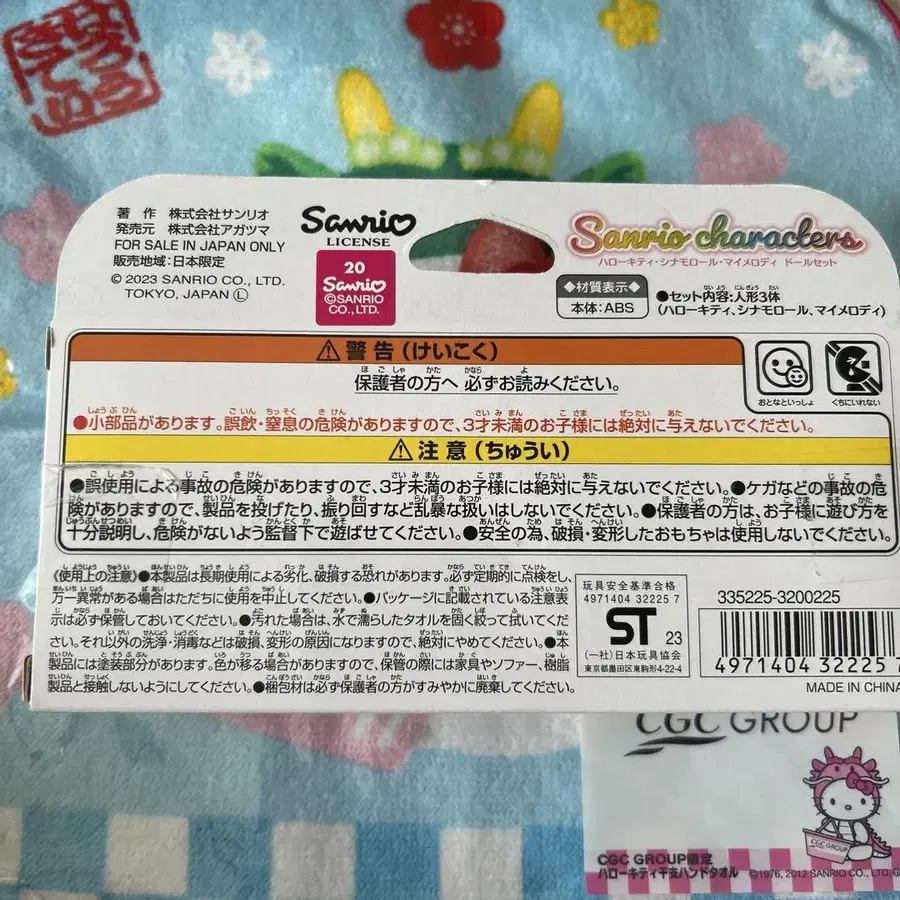 はろう
きてぃ
著 作 株式会社サンリオ
発売元 株式会社アガツマ
FOR SALE IN JAPAN ONLY
販売地域:日本限定
© 2023 SANRIO CO., LTD.
TOKYO, JAPAN Ⓛ
Sanrio
LICENSE
20
Sanrio
©SANRIO
CO.,LTD.
Sanrio characters
ハローキティ・シナモロール・マイメロディ ドールセット
◆材質表示◆
本体:ABS
●セット内容:人形3体
(ハローキティ、シナモロール、マイメロディ)
⚠警告(けいこく)
保護者の方へ 必ずお読みください。
おとなといっしょ
くちにいれない
●小部品があります。誤飲・窒息の危険がありますので、3才未満のお子様には絶対に与えないでください。
⚠注意(ちゅうい)
●誤使用による事故の危険がありますので、3才未満のお子様には絶対に与えないでください。●ケガなどの事故の危
険がありますので、製品を投げたり、振り回すなど乱暴な扱いはしないでください。●保護者の方は、お子様に遊び方を
十分説明し、危険がないよう監督下で遊ばせてください。●安全の為、破損・変形したおもちゃは使用しないでください。
《使用上の注意》●本製品は長期使用による劣化、破損する恐れがあります。必ず定期的に点検をし、
万一異常がある場合はただちに使用を中止してください。●パッケージに記載されている注意表
示は必ず保管しておいてください。●汚れた場合は、水で濡らしたタオルを固く絞って拭いてくだ
さい。それ以外の洗浄・消毒などは破損、変形の原因になりますので、絶対にやめてください。●本
製品には塗装部分があります。色が移る場合がありますので、保管の際には家具やソファー、樹脂
製品と接触しないようにしてください。●梱包材は必ず保護者の方がすみやかに廃棄してください。
玩具安全基準合格
4971404 32225 7
ST 23
(一社)日本玩具協会
東京都墨田区東駒形4-22-4
335225-3200225
4971404 32225 7
MADE IN CHINA
CGC GROUP
CGC GROUP
CGC GROUP限定
ハローキティ干支ハンドタオル
©1976, 2012 SANRIO CO., LTD.